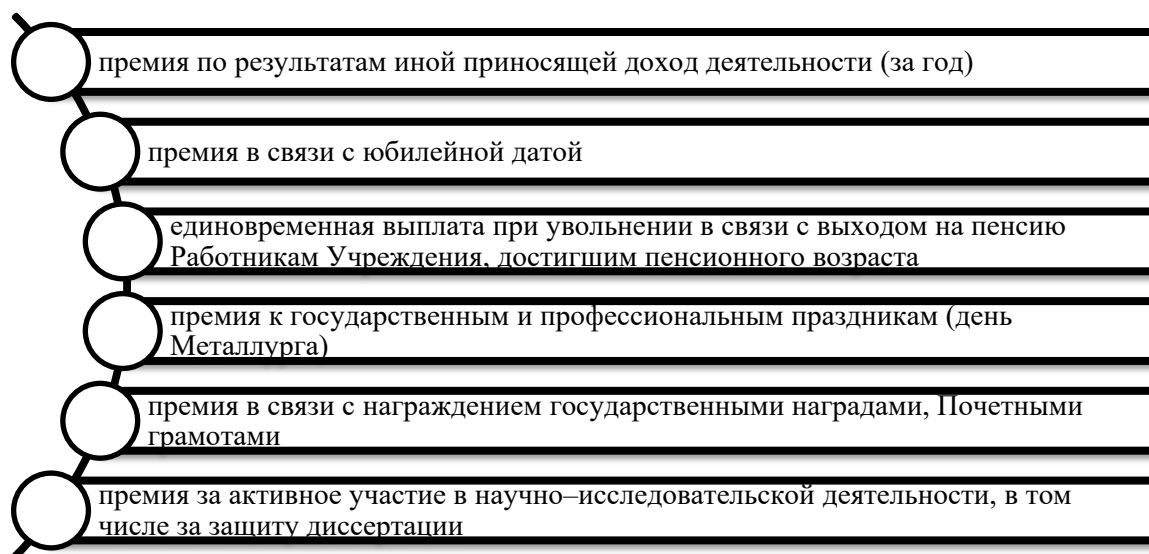 премия по результатам иной приносящей доход деятельности (за год)
премия в связи с юбилейной датой
единовременная выплата при увольнении в связи с выходом на пенсию
Работникам Учреждения, достигшим пенсионного возраста
премия к государственным и профессиональным праздникам (день
Металлурга)
премия в связи с награждением государственными наградами, Почетными
грамотами
премия за активное участие в научно–исследовательской деятельности, в том
числе за защиту диссертации